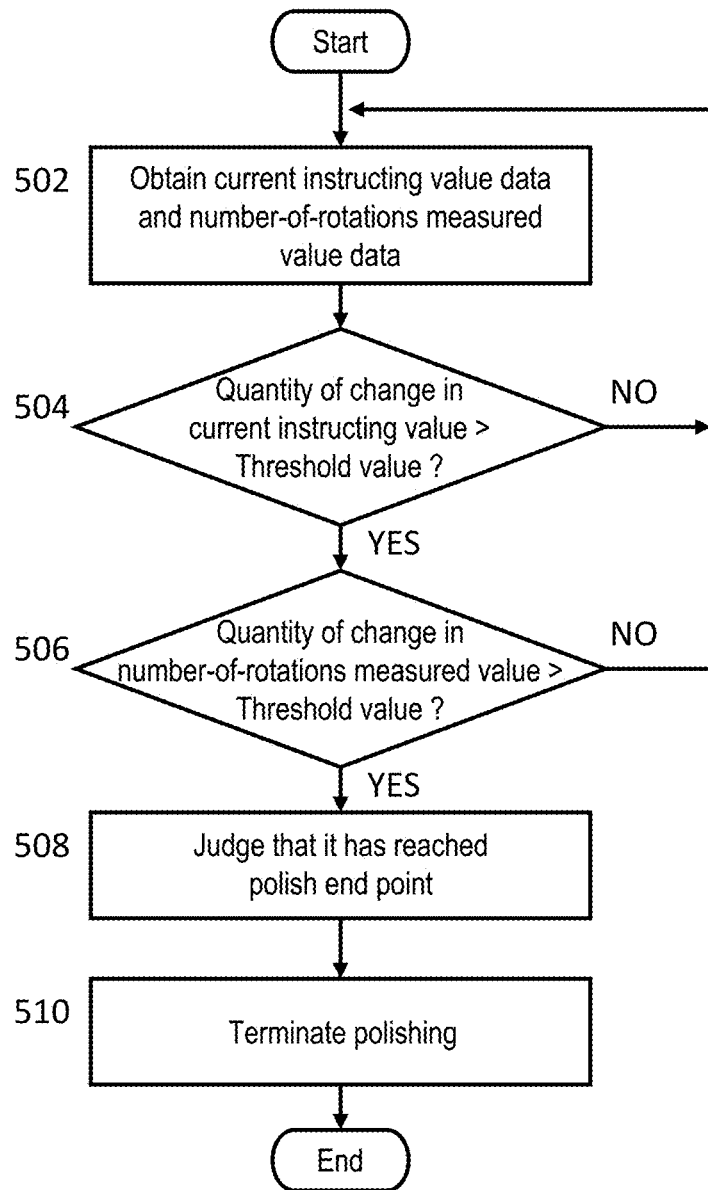 Start
502
Obtain current instructing value data
and number-of-rotations measured
value data
504
Quantity of change in
current instructing value >
Threshold value ?
NO
YES
506
Quantity of change in
number-of-rotations measured value >
Threshold value ?
NO
YES
508
Judge that it has reached
polish end point
510
Terminate polishing
End